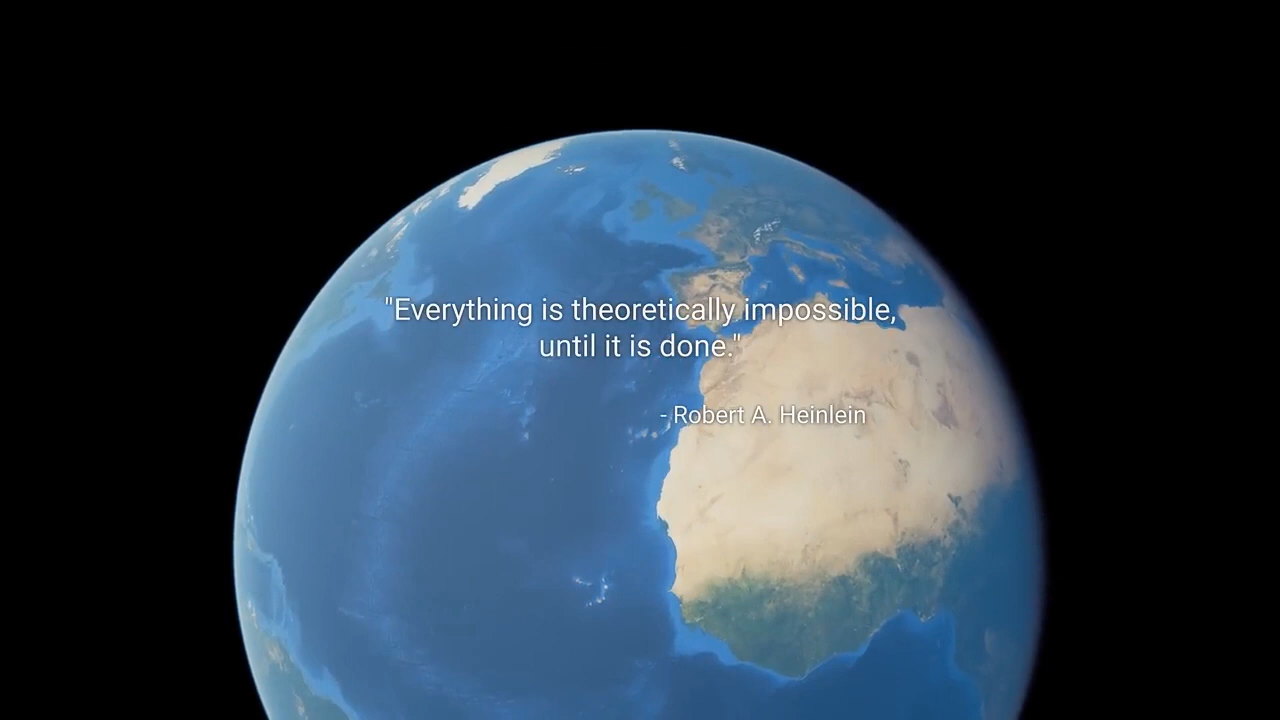 "Everything is theoretically impossible,
until it is done."
- Robert A. Heinlein